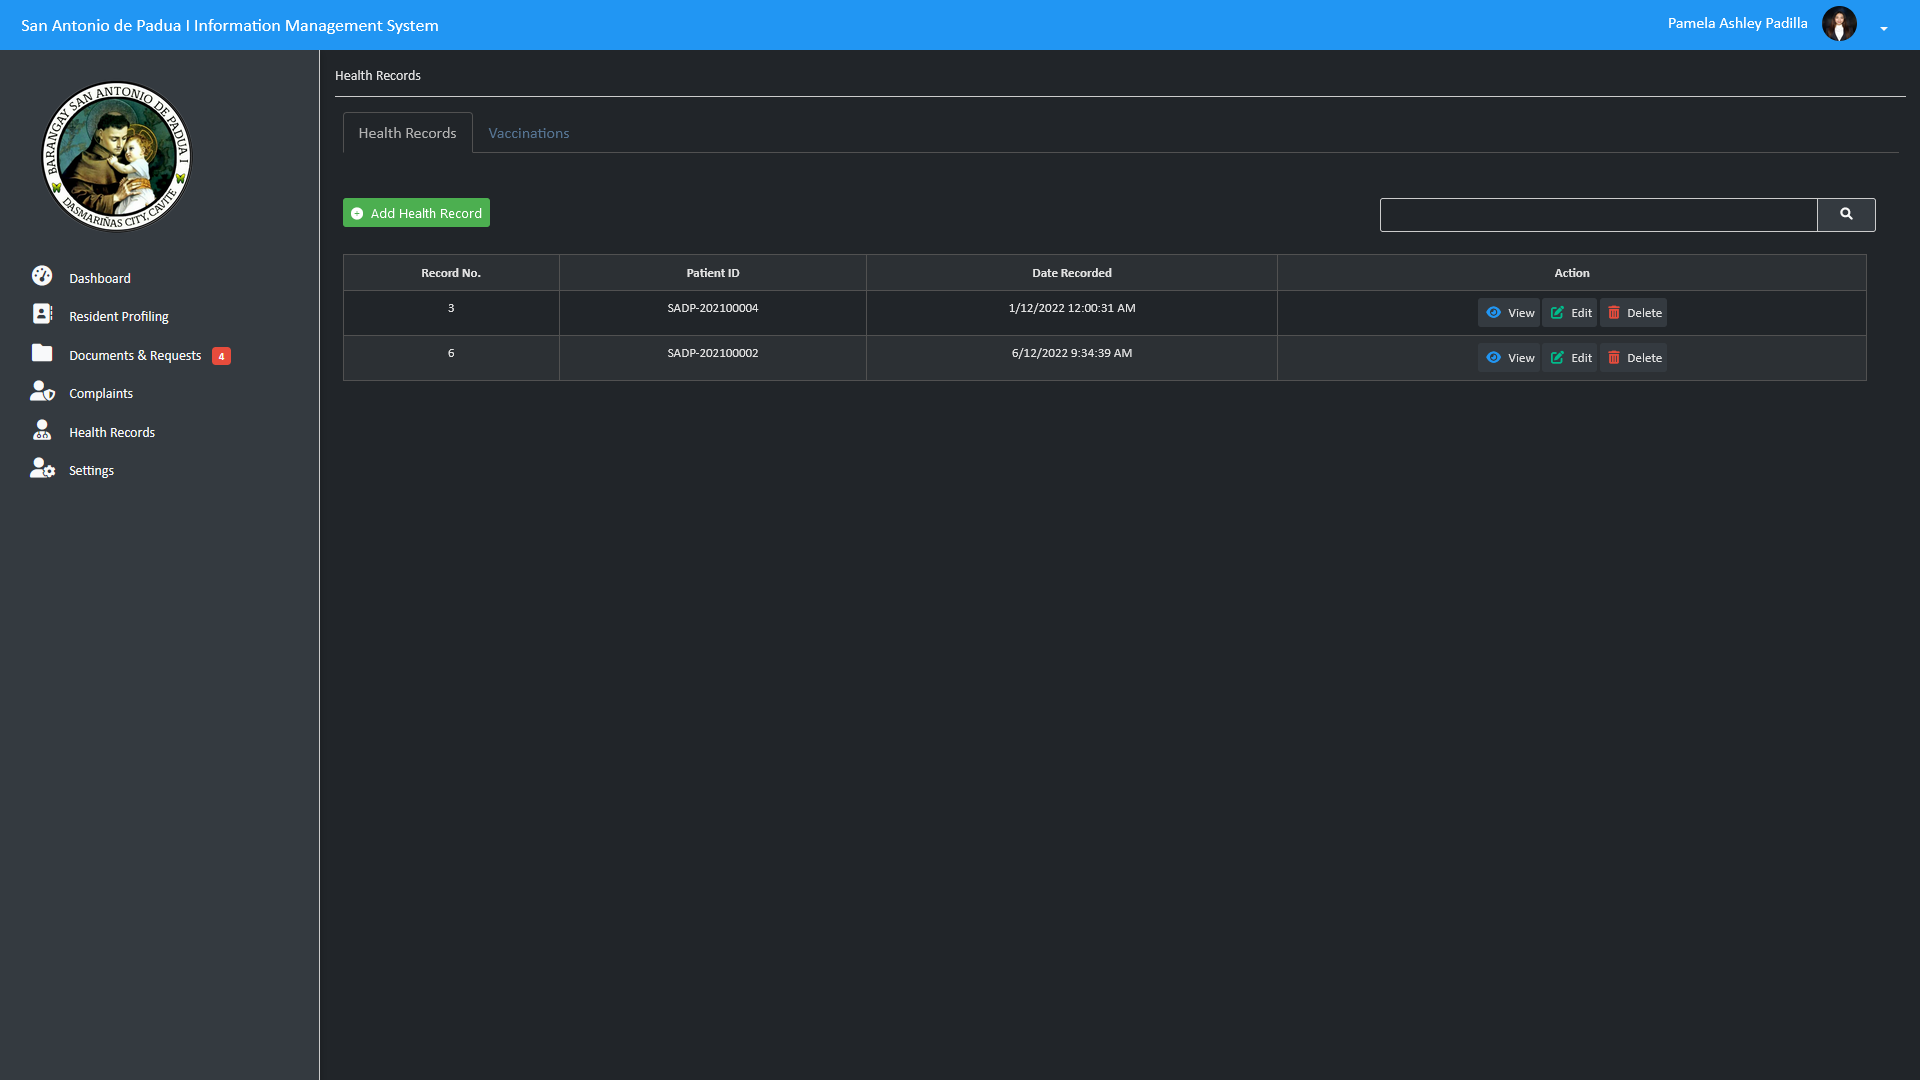 San Antonio de Padua I Information Management System
Pamela Ashley Padilla
BARANGAY SAN ANTONIO DE PADUA I
DASMARIÑAS CITY, CAVITE
Dashboard
Resident Profiling
Documents & Requests 4
Complaints
Health Records
Settings
Health Records
Health Records Vaccinations
Add Health Record
Record No. Patient ID Date Recorded Action
3 SADP-202100004 1/12/2022 12:00:31 AM View Edit Delete
6 SADP-202100002 6/12/2022 9:34:39 AM View Edit Delete